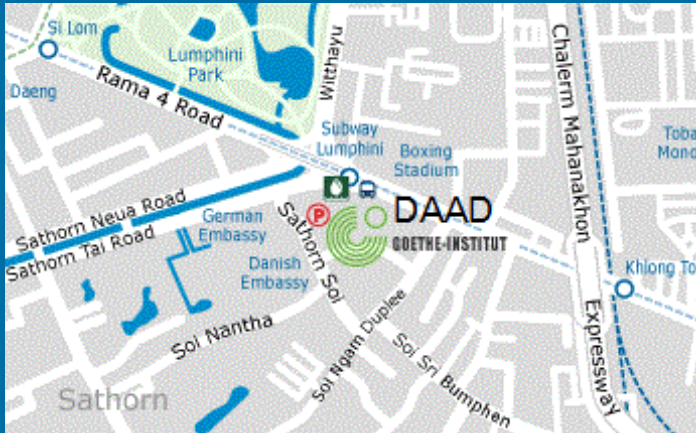 Si Lom
Lumphini
Park
Witthayu
Daeng
Rama 4 Road
Chalerm Mahanakhon
Subway
Lumphini
Boxing
Stadium
Toba
Mono
P
DAAD
GOETHE-INSTITUT
Sathorn Neua Road
Sathorn Tai Road
German
Embassy
Sathorn Soi
Danish
Embassy
Khlong To
Expressway
Soi Nantha
Soi Ngam Duplee
Soi Sri Bumphen
Sathorn